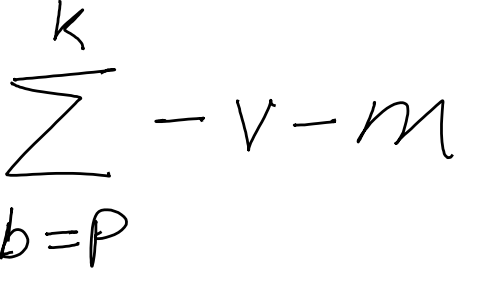 k
∑ - v - m
b = p